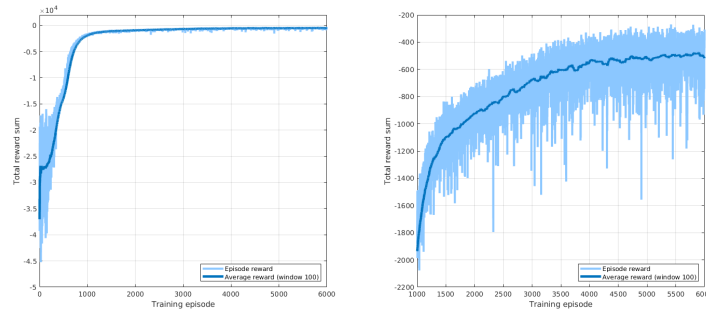 ×10⁴
0
-0.5
-1
-1.5
-2
-2.5
-3
-3.5
-4
-4.5
-5
Total reward sum
0 1000 2000 3000 4000 5000 6000
Training episode
Episode reward
Average reward (window 100)
-200
-400
-600
-800
-1000
-1200
-1400
-1600
-1800
-2000
-2200
Total reward sum
1000 1500 2000 2500 3000 3500 4000 4500 5000 5500 6000
Training episode
Episode reward
Average reward (window 100)